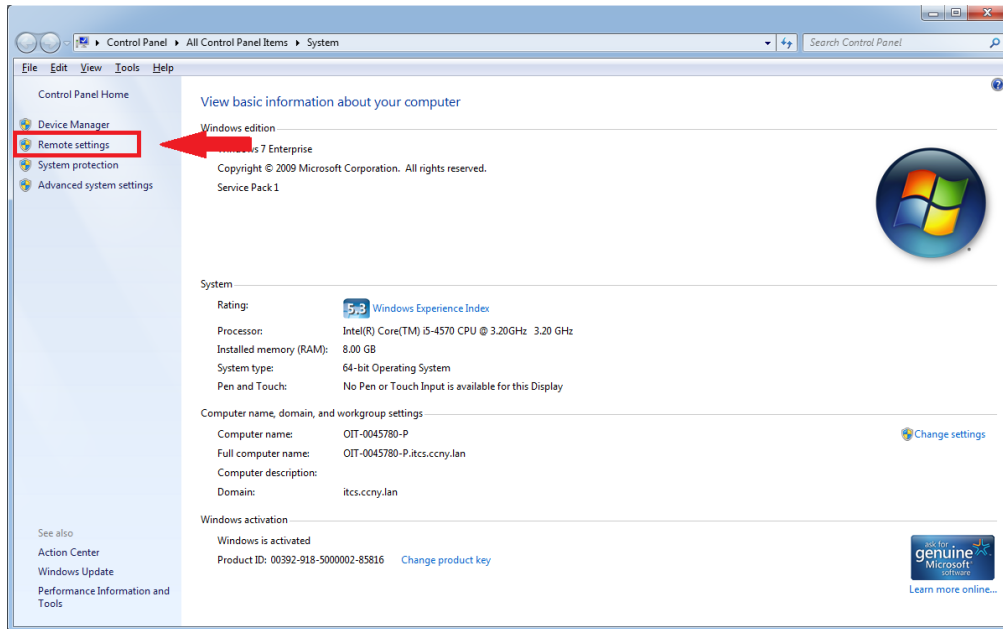 Control Panel ▸ All Control Panel Items ▸ System
Search Control Panel
File Edit View Tools Help
Control Panel Home
Device Manager
Remote settings
System protection
Advanced system settings
See also
Action Center
Windows Update
Performance Information and
Tools
View basic information about your computer
Windows edition
s 7 Enterprise
Copyright © 2009 Microsoft Corporation. All rights reserved.
Service Pack 1
System
Rating:
5.3 Windows Experience Index
Processor: Intel(R) Core(TM) i5-4570 CPU @ 3.20GHz 3.20 GHz
Installed memory (RAM): 8.00 GB
System type: 64-bit Operating System
Pen and Touch: No Pen or Touch Input is available for this Display
Computer name, domain, and workgroup settings
Computer name: OIT-0045780-P
Change settings
Full computer name: OIT-0045780-P.itcs.ccny.lan
Computer description:
Domain: itcs.ccny.lan
Windows activation
Windows is activated
Product ID: 00392-918-5000002-85816 Change product key
ask for
genuine
Microsoft
software
Learn more online...